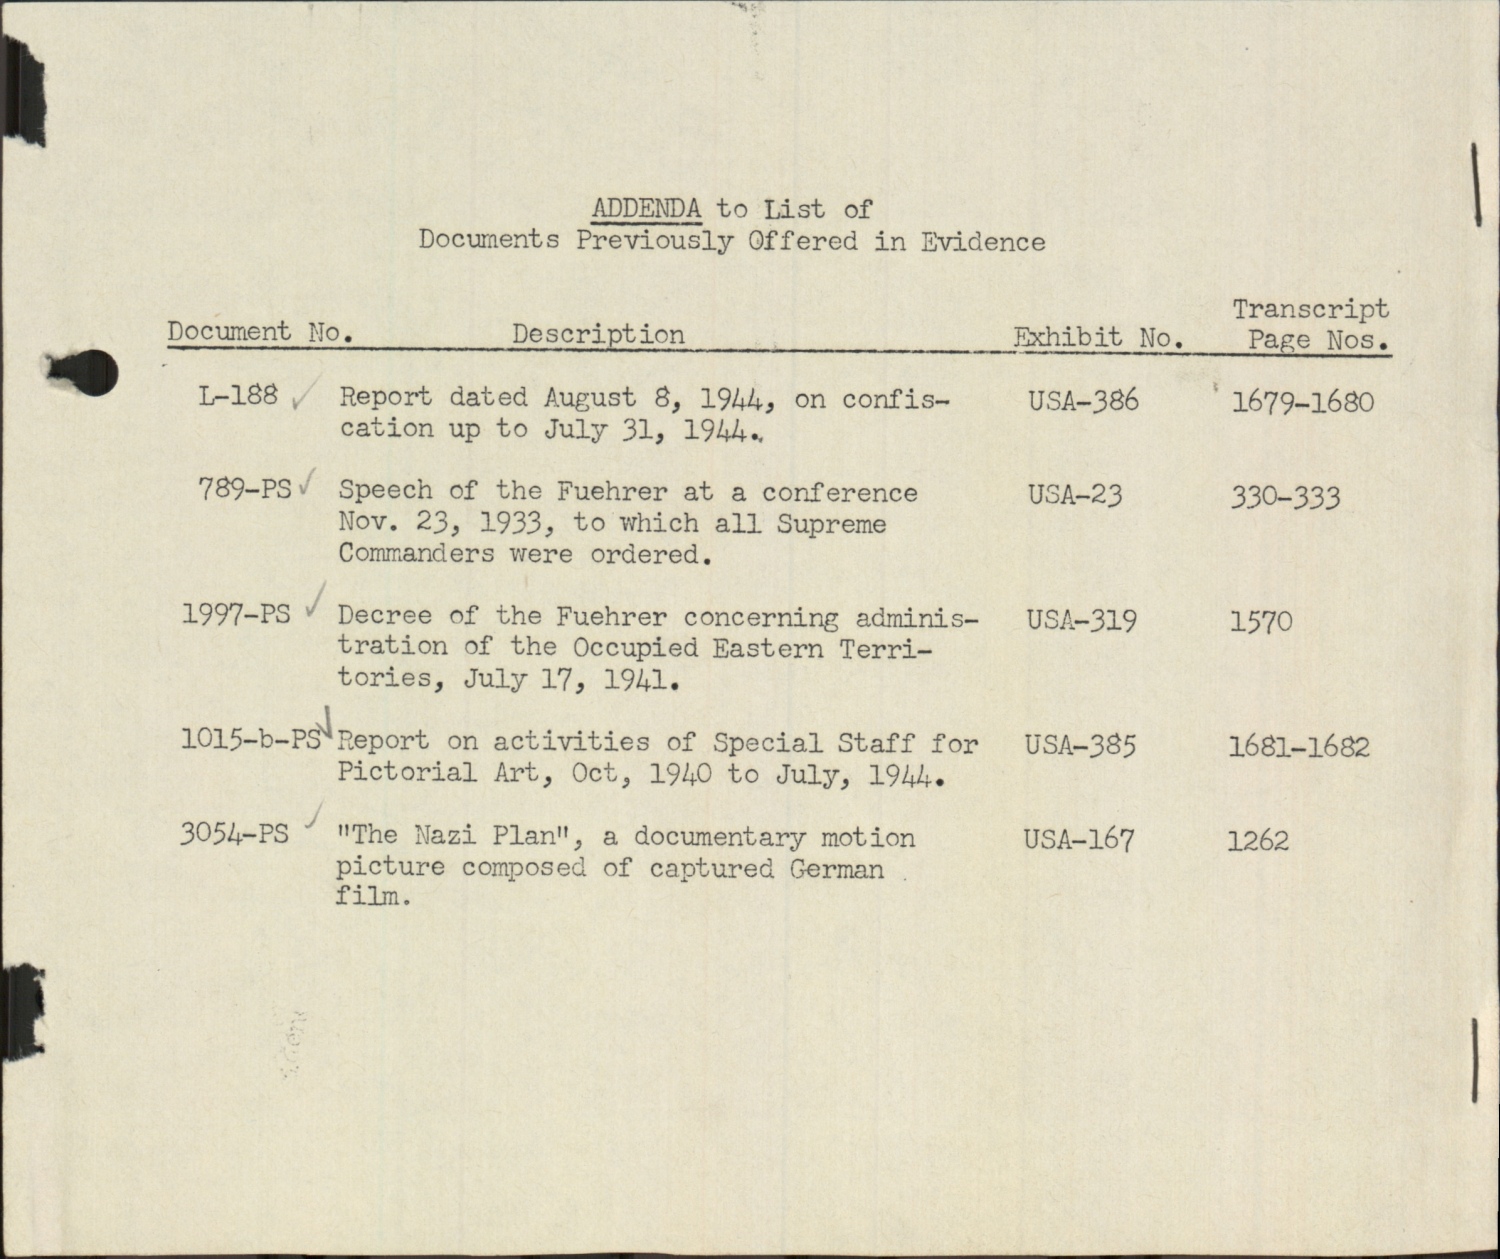 ADDENDA to List of
Documents Previously Offered in Evidence
Transcript
Document No. Description Exhibit No. Page Nos.
L-188 ✓ Report dated August 8, 1944, on confis- USA-386 1679-1680
cation up to July 31, 1944.
789-PS ✓ Speech of the Fuehrer at a conference USA-23 330-333
Nov. 23, 1933, to which all Supreme
Commanders were ordered.
1997-PS ✓ Decree of the Fuehrer concerning adminis- USA-319 1570
tration of the Occupied Eastern Terri-
tories, July 17, 1941.
1015-b-PS ✓ Report on activities of Special Staff for USA-385 1681-1682
Pictorial Art, Oct, 1940 to July, 1944.
3054-PS ✓ "The Nazi Plan", a documentary motion USA-167 1262
picture composed of captured German
film.